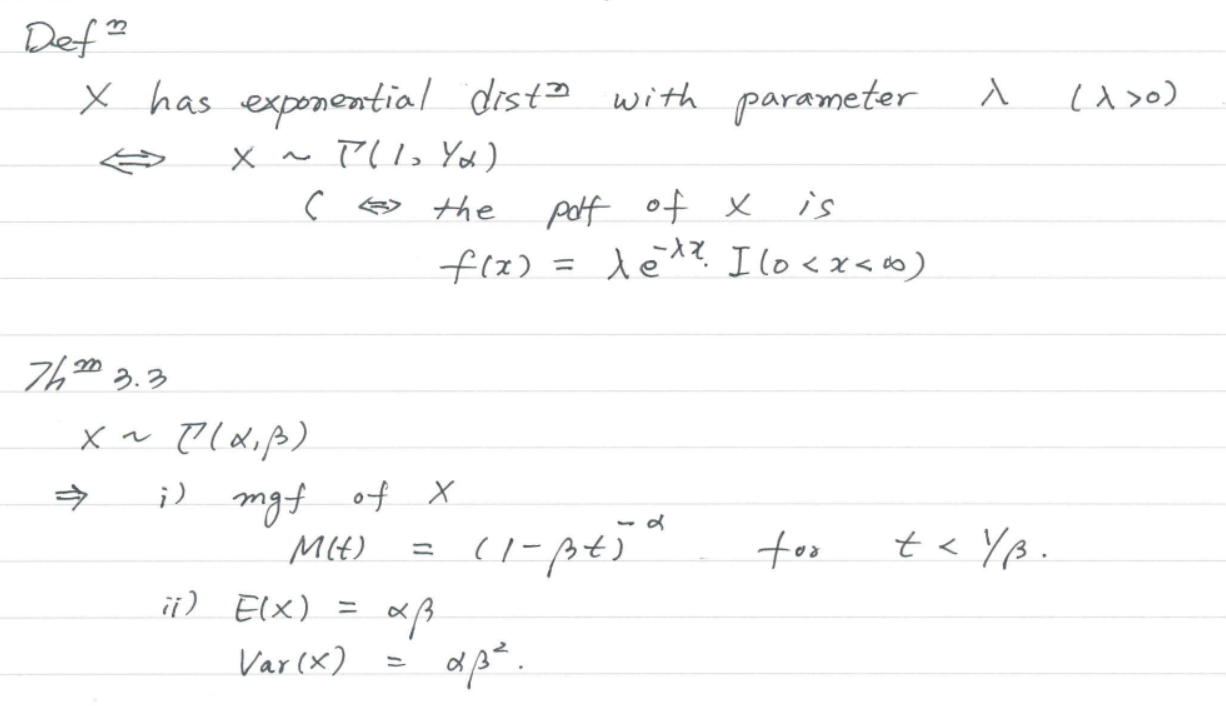 Defⁿ
X has exponential distⁿ with parameter λ (λ>0)
⇔ X ~ Γ(1, 1/α)
( ⇔ the pdf of X is
f(x) = λe^{-λx}. I(0<x<∞)
Thᵐ 3.3
X ~ Γ(α,β)
⇒ i) mgf of X
M(t) = (1-βt)^{-α} for t < 1/β.
ii) E(X) = αβ
Var(X) = αβ².